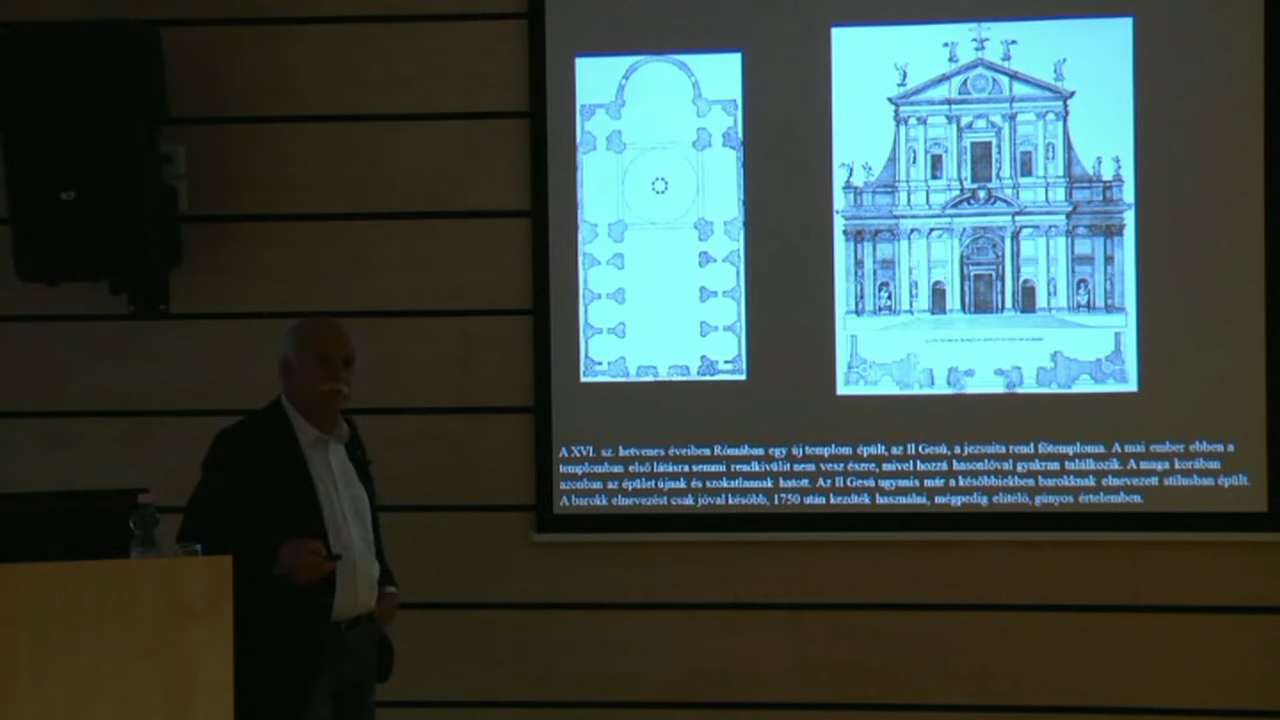 A XVI. sz. hetvenes éveiben Rómában egy új templom épült, az Il Gesú, a jezsuita rend főtemploma. A mai ember ebben a
templomban első látásra semmi rendkívülit nem vesz észre, mivel hozzá hasonlóval gyakran találkozik. A maga korában
azonban az épület újnak és szokatlannak hatott. Az Il Gesú ugyanis már a későbbiekben barokknak elnevezett stílusban épült.
A barokk elnevezést csak jóval később, 1750 után kezdték használni, mégpedig elítélő, gúnyos értelemben.